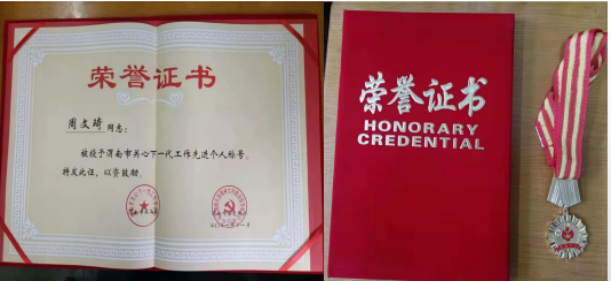 荣誉证书
周文琦 同志：
被授予渭南市关心下一代工作先进个人称号。
特发此证，以资鼓励。
荣誉证书
HONORARY
CREDENTIAL